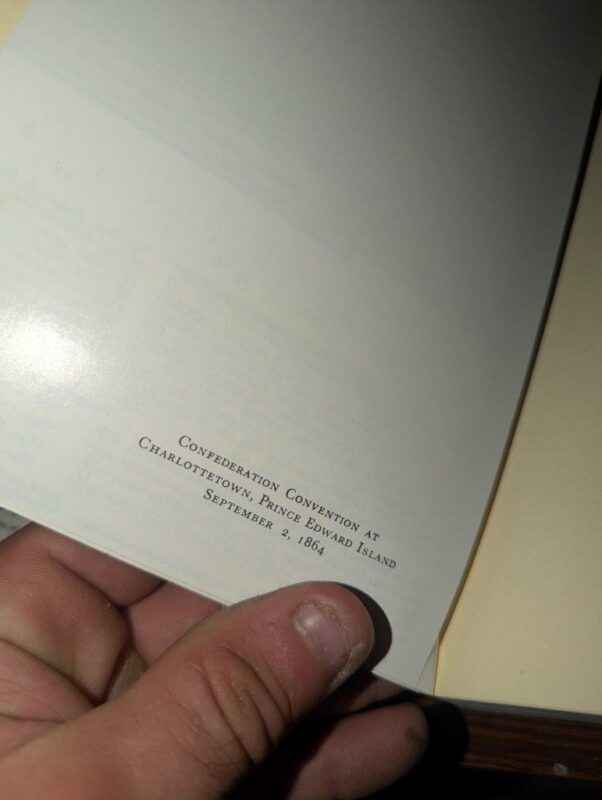 Confederation Convention at
Charlottetown, Prince Edward Island
September 2, 1864